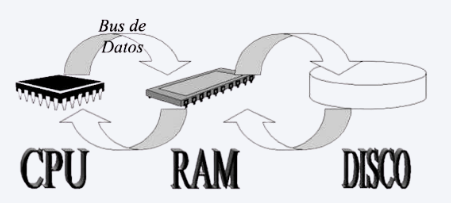 Bus de
Datos
CPU RAM DISCO